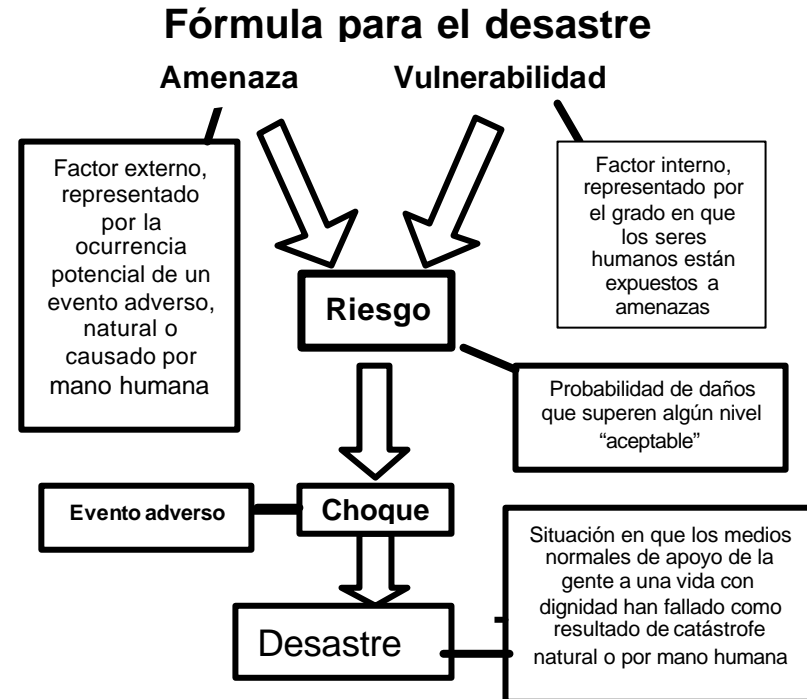 Fórmula para el desastre
Amenaza
Vulnerabilidad
Factor externo,
representado
por la
ocurrencia
potencial de un
evento adverso,
natural o
causado por
mano humana
Factor interno,
representado por
el grado en que
los seres
humanos están
expuestos a
amenazas
Riesgo
Probabilidad de daños
que superen algún nivel
“aceptable”
Evento adverso
Choque
Situación en que los medios
normales de apoyo de la
gente a una vida con
dignidad han fallado como
resultado de catástrofe
natural o por mano humana
Desastre